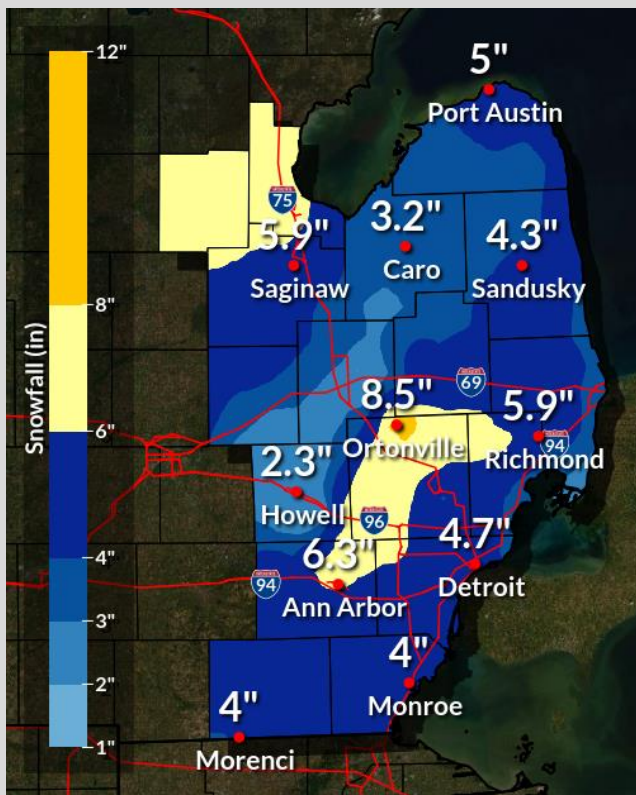 12"
5"
Port Austin
75
5.9"
Saginaw
3.2"
Caro
4.3"
Sandusky
8"
Snowfall (in)
69
8.5"
Ortonville
5.9"
Richmond
94
6"
2.3"
Howell
96
4.7"
Detroit
4"
6.3"
Ann Arbor
94
3"
4"
Monroe
2"
4"
Morenci
1"